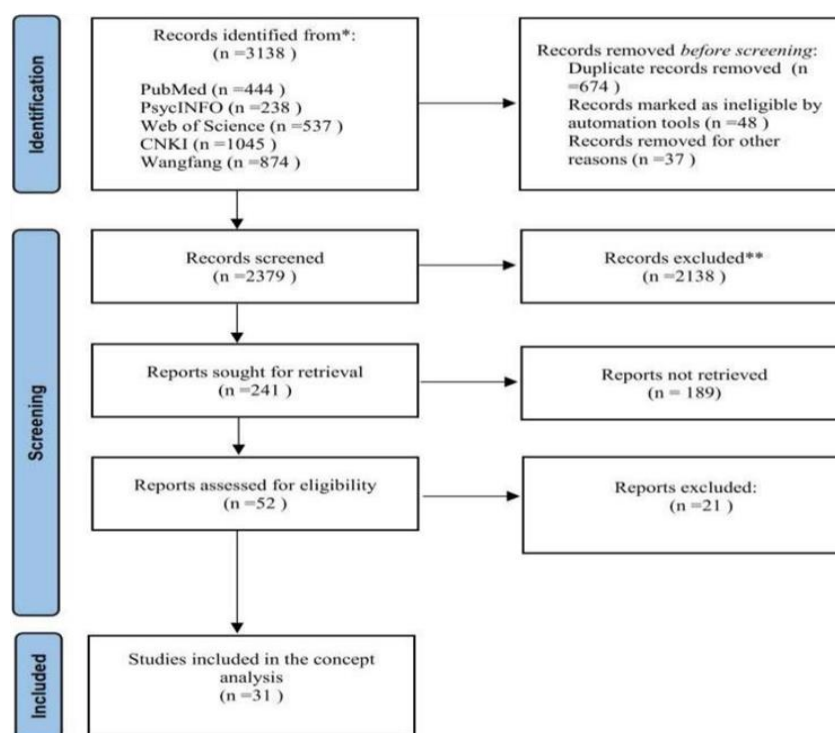 Identification
Records identified from*:
(n =3138 )
PubMed (n =444 )
PsycINFO (n =238 )
Web of Science (n =537 )
CNKI (n =1045 )
Wangfang (n =874 )
Records removed before screening:
Duplicate records removed  (n
=674 )
Records marked as ineligible by
automation tools (n =48 )
Records removed for other
reasons (n =37 )
Screening
Records screened
(n =2379 )
Records excluded**
(n =2138 )
Reports sought for retrieval
(n =241 )
Reports not retrieved
(n = 189)
Reports assessed for eligibility
(n =52 )
Reports excluded:
(n =21 )
Included
Studies included in the concept
analysis
(n =31 )